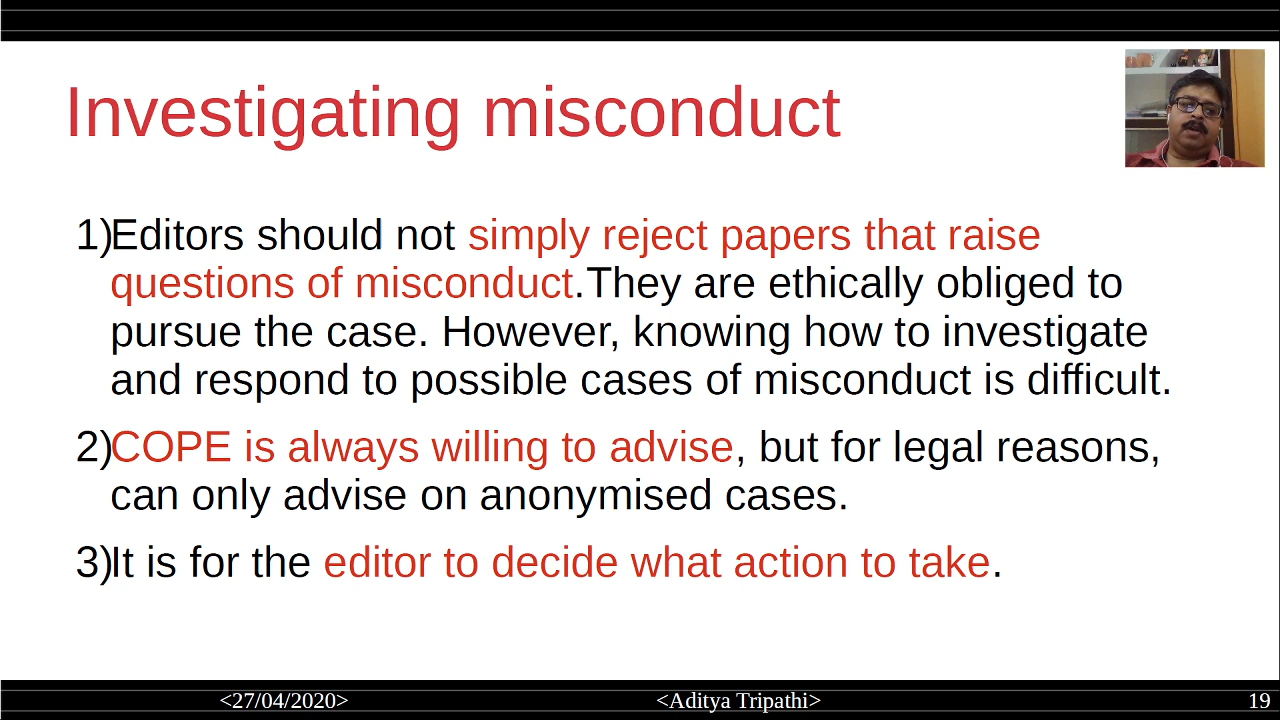 Investigating misconduct
1)Editors should not simply reject papers that raise
questions of misconduct.They are ethically obliged to
pursue the case. However, knowing how to investigate
and respond to possible cases of misconduct is difficult.
2)COPE is always willing to advise, but for legal reasons,
can only advise on anonymised cases.
3)It is for the editor to decide what action to take.
<27/04/2020> <Aditya Tripathi> 19